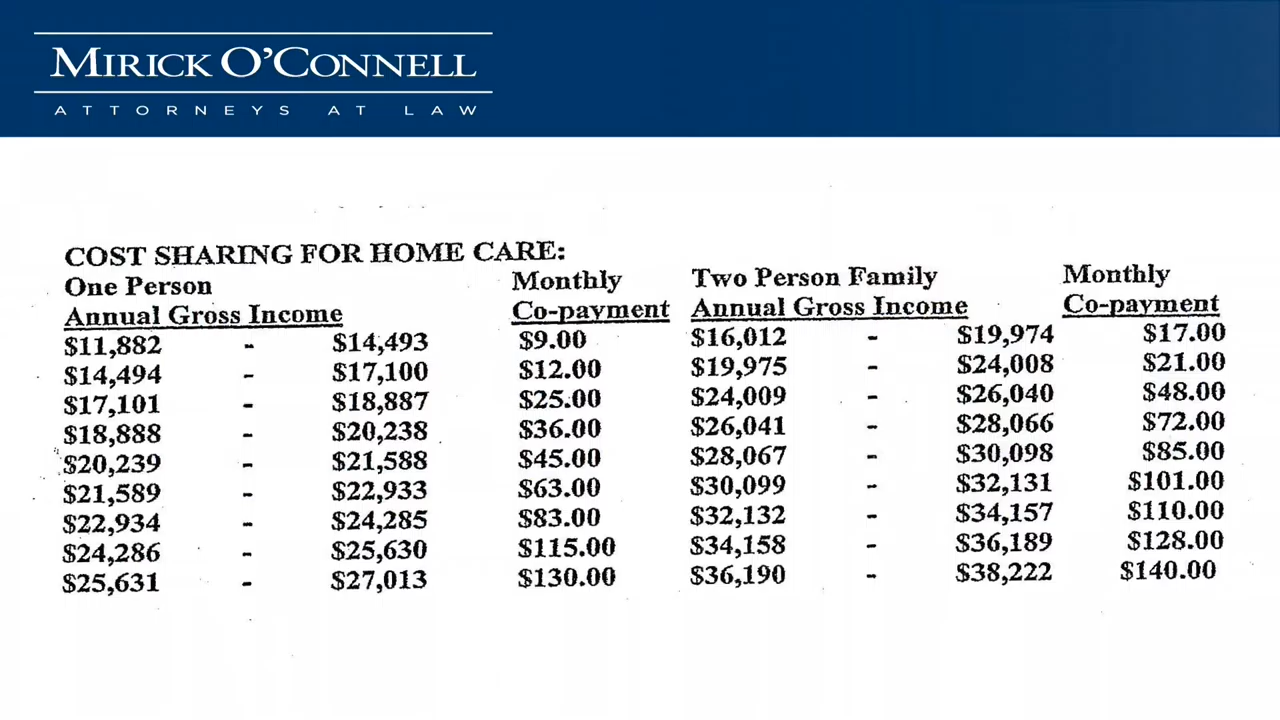 MIRICK O'CONNELL
ATTORNEYS AT LAW
COST SHARING FOR HOME CARE:
One Person Monthly Two Person Family Monthly
Annual Gross Income Co-payment Annual Gross Income Co-payment
$11,882 - $14,493 $9.00 $16,012 - $19,974 $17.00
$14,494 - $17,100 $12.00 $19,975 - $24,008 $21.00
$17,101 - $18,887 $25.00 $24,009 - $26,040 $48.00
$18,888 - $20,238 $36.00 $26,041 - $28,066 $72.00
$20,239 - $21,588 $45.00 $28,067 - $30,098 $85.00
$21,589 - $22,933 $63.00 $30,099 - $32,131 $101.00
$22,934 - $24,285 $83.00 $32,132 - $34,157 $110.00
$24,286 - $25,630 $115.00 $34,158 - $36,189 $128.00
$25,631 - $27,013 $130.00 $36,190 - $38,222 $140.00